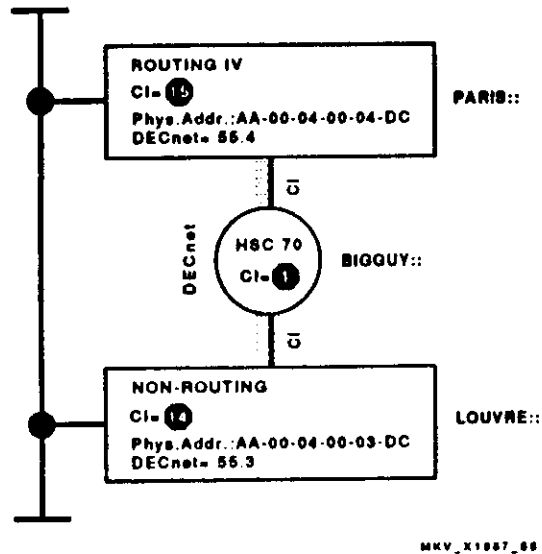 ROUTING IV
CI= 15
Phys.Addr.:AA-00-04-00-04-DC
DECnet= 55.4
PARIS::
CI
DECnet
HSC 70
CI= 1
BIGGUY::
CI
NON-ROUTING
CI= 14
Phys.Addr.:AA-00-04-00-03-DC
DECnet= 55.3
LOUVRE::